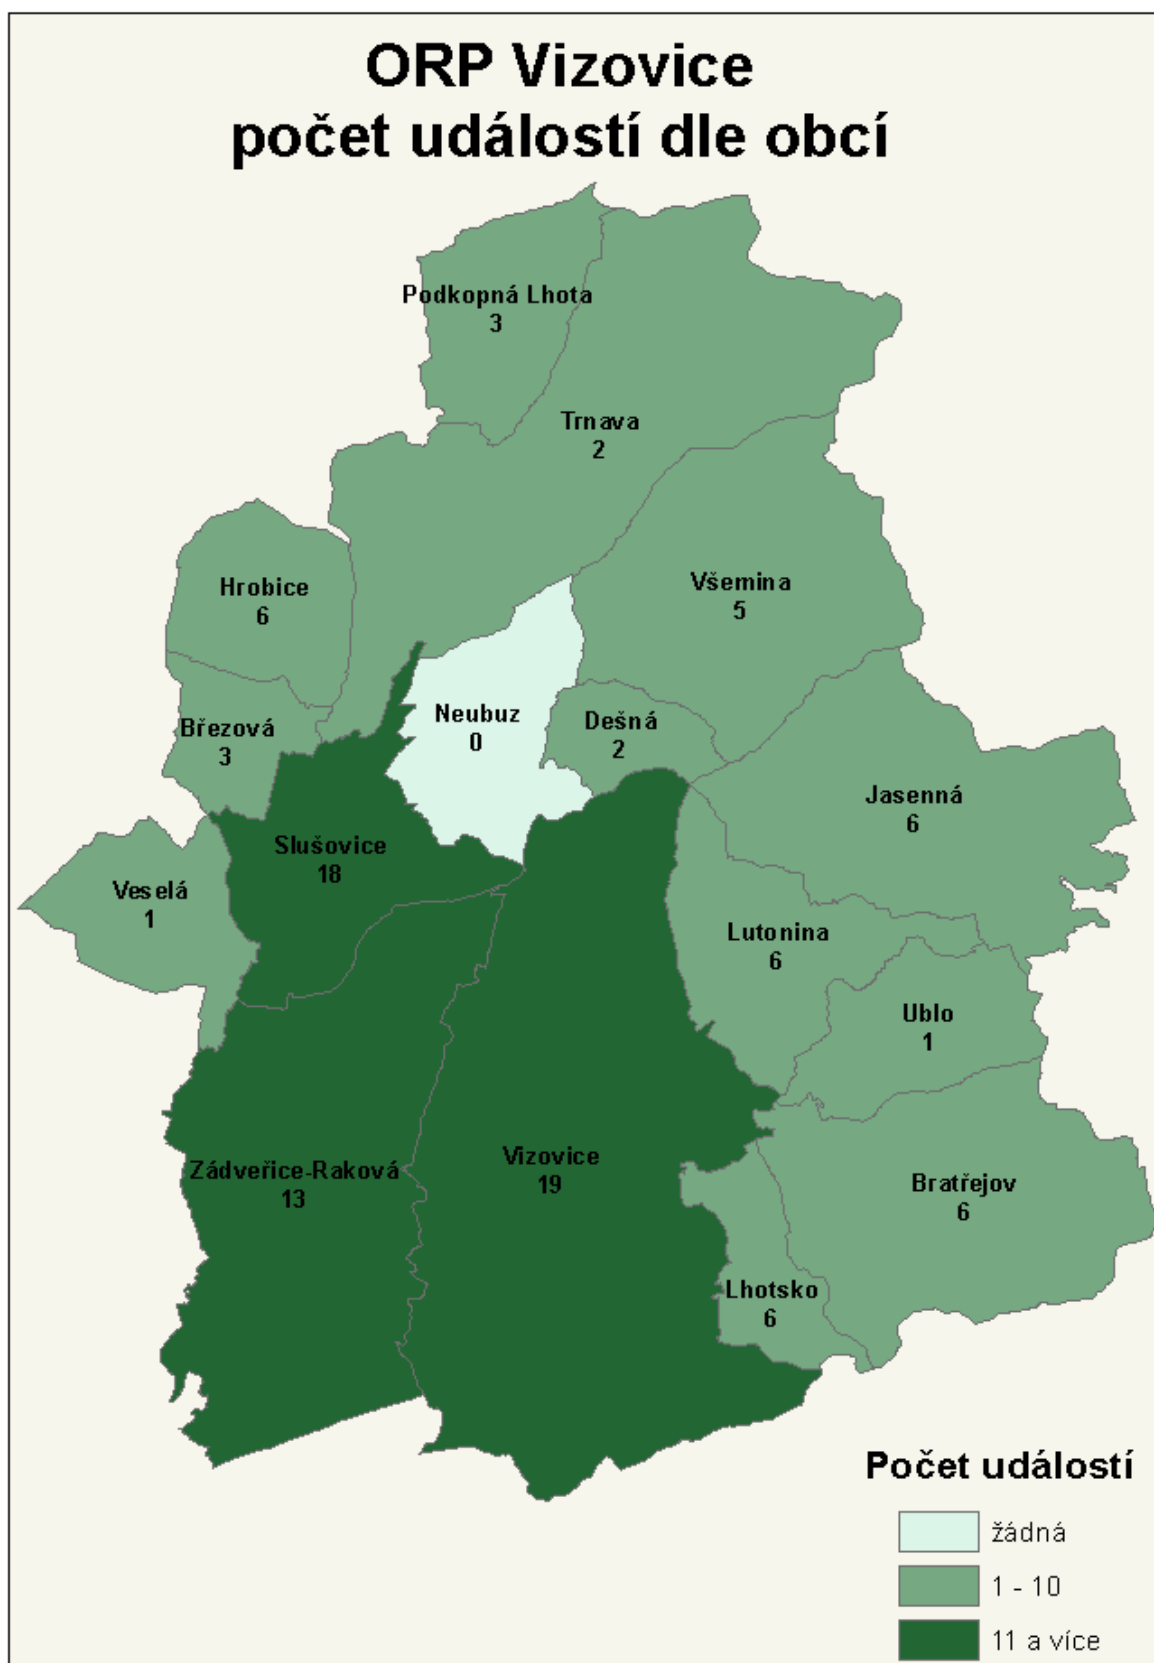 ORP Vizovice
počet událostí dle obcí
Podkopná Lhota
3
Trnava
2
Hrobice
6
Všemina
5
Neubuz
0
Dešná
2
Březová
3
Jasenná
6
Slušovice
18
Veselá
1
Lutonina
6
Ublo
1
Zádveřice-Raková
13
Vizovice
19
Bratřejov
6
Lhotsko
6
Počet událostí
žádná
1 - 10
11 a více